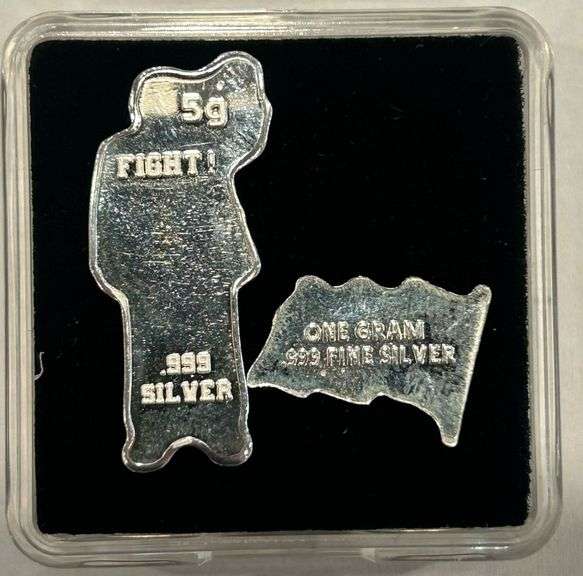 5g
FIGHT!
.999
SILVER
ONE GRAM
.999 FINE SILVER